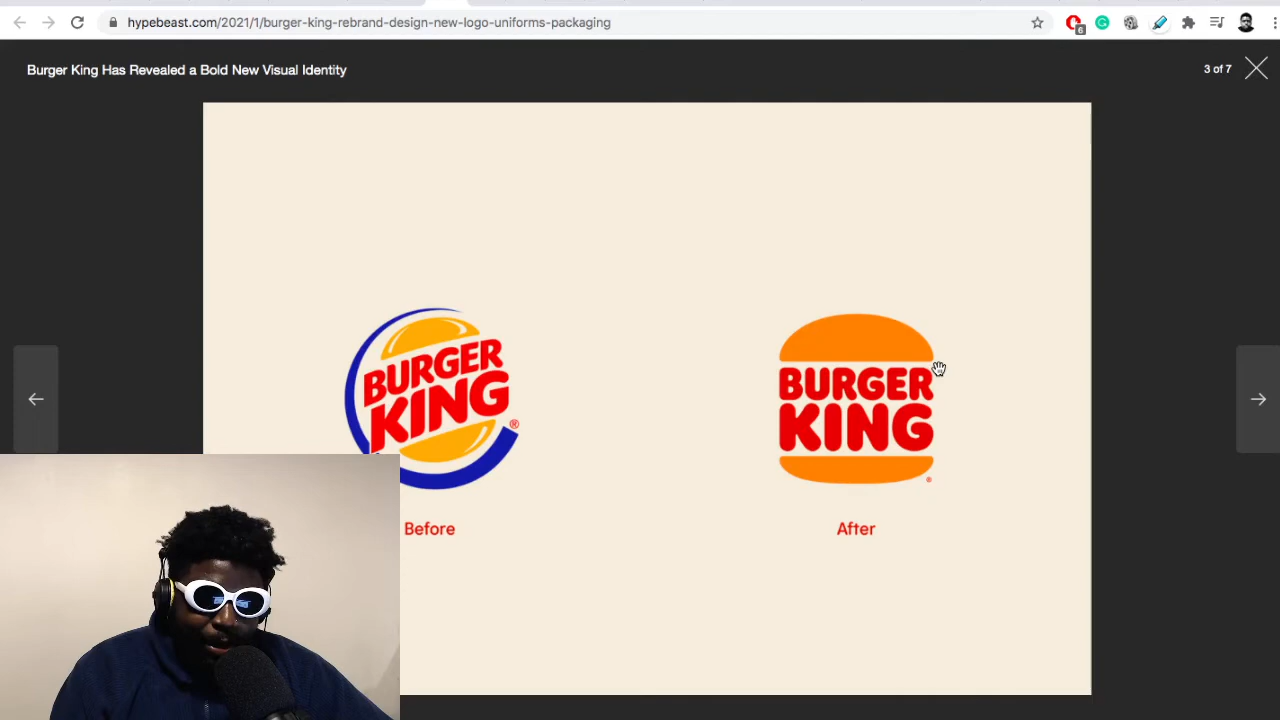 hypebeast.com/2021/1/burger-king-rebrand-design-new-logo-uniforms-packaging
6
Burger King Has Revealed a Bold New Visual Identity
3 of 7
BURGER
KING
®
BURGER
KING
®
Before
After